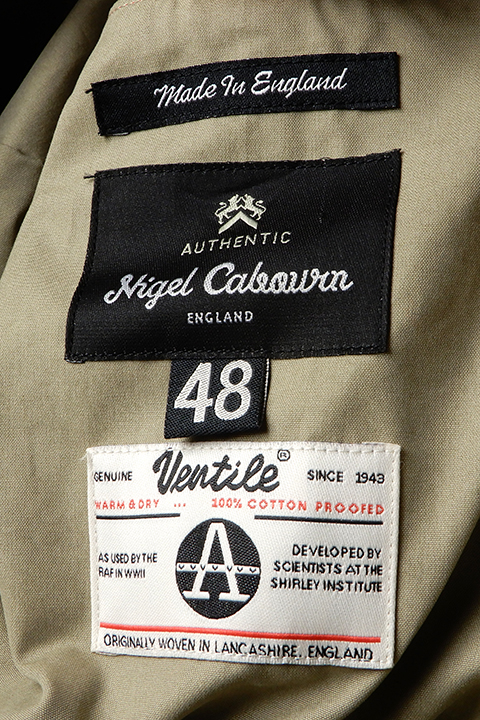 Made In England
AUTHENTIC
Nigel Cabourn
ENGLAND
48
GENUINE Ventile® SINCE 1943
WARM & DRY ... 100% COTTON PROOFED
AS USED BY THE
RAF IN WWII
A
DEVELOPED BY
SCIENTISTS AT THE
SHIRLEY INSTITUTE
ORIGINALLY WOVEN IN LANCASHIRE, ENGLAND